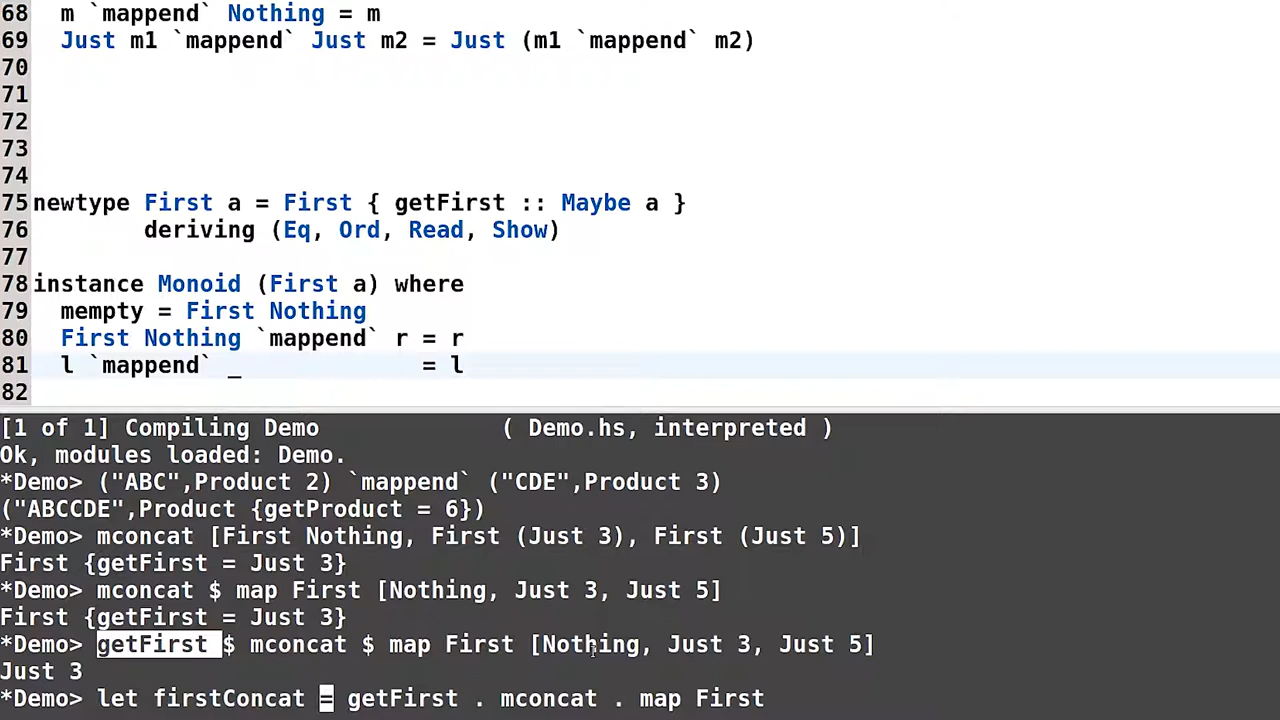 68  m `mappend` Nothing = m
69  Just m1 `mappend` Just m2 = Just (m1 `mappend` m2)
70
71
72
73
74
75newtype First a = First { getFirst :: Maybe a }
76        deriving (Eq, Ord, Read, Show)
77
78instance Monoid (First a) where
79  mempty = First Nothing
80  First Nothing `mappend` r = r
81  l `mappend` _             = l
82
[1 of 1] Compiling Demo             ( Demo.hs, interpreted )
Ok, modules loaded: Demo.
*Demo> ("ABC",Product 2) `mappend` ("CDE",Product 3)
("ABCCDE",Product {getProduct = 6})
*Demo> mconcat [First Nothing, First (Just 3), First (Just 5)]
First {getFirst = Just 3}
*Demo> mconcat $ map First [Nothing, Just 3, Just 5]
First {getFirst = Just 3}
*Demo> getFirst $ mconcat $ map First [Nothing, Just 3, Just 5]
Just 3
*Demo> let firstConcat = getFirst . mconcat . map First